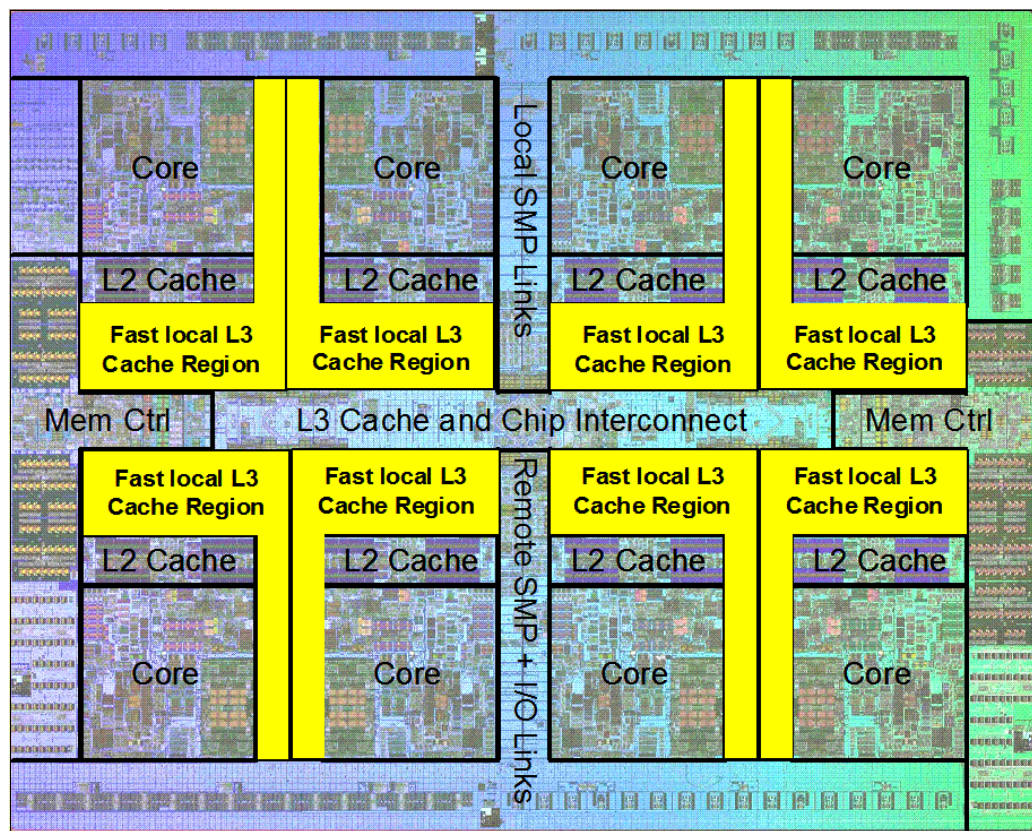 Core
Core
Core
Core
Local SMP Links
L2 Cache
L2 Cache
L2 Cache
L2 Cache
Fast local L3
Cache Region
Fast local L3
Cache Region
Fast local L3
Cache Region
Fast local L3
Cache Region
Mem Ctrl
L3 Cache and Chip Interconnect
Mem Ctrl
Fast local L3
Cache Region
Fast local L3
Cache Region
Fast local L3
Cache Region
Fast local L3
Cache Region
Remote SMP + I/O Links
L2 Cache
L2 Cache
L2 Cache
L2 Cache
Core
Core
Core
Core